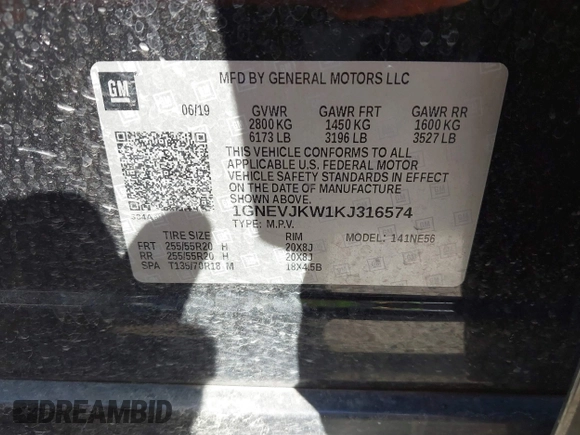 GM
MFD BY GENERAL MOTORS LLC
06/19 GVWR GAWR FRT GAWR RR
2800 KG 1450 KG 1600 KG
6173 LB 3196 LB 3527 LB
THIS VEHICLE CONFORMS TO ALL
APPLICABLE U.S. FEDERAL MOTOR
VEHICLE SAFETY STANDARDS IN EFFECT
ON THE DATE OF MANUFACTURE
SHOWN ABOVE.
1GNEVJKW1KJ316574
TYPE: M.P.V.
TIRE SIZE RIM MODEL: 141NE56
FRT 255/55R20 H 20X8J
RR 255/55R20 H 20X8J
SPA T135/70R18 M 18X4.5B
DREAMBID